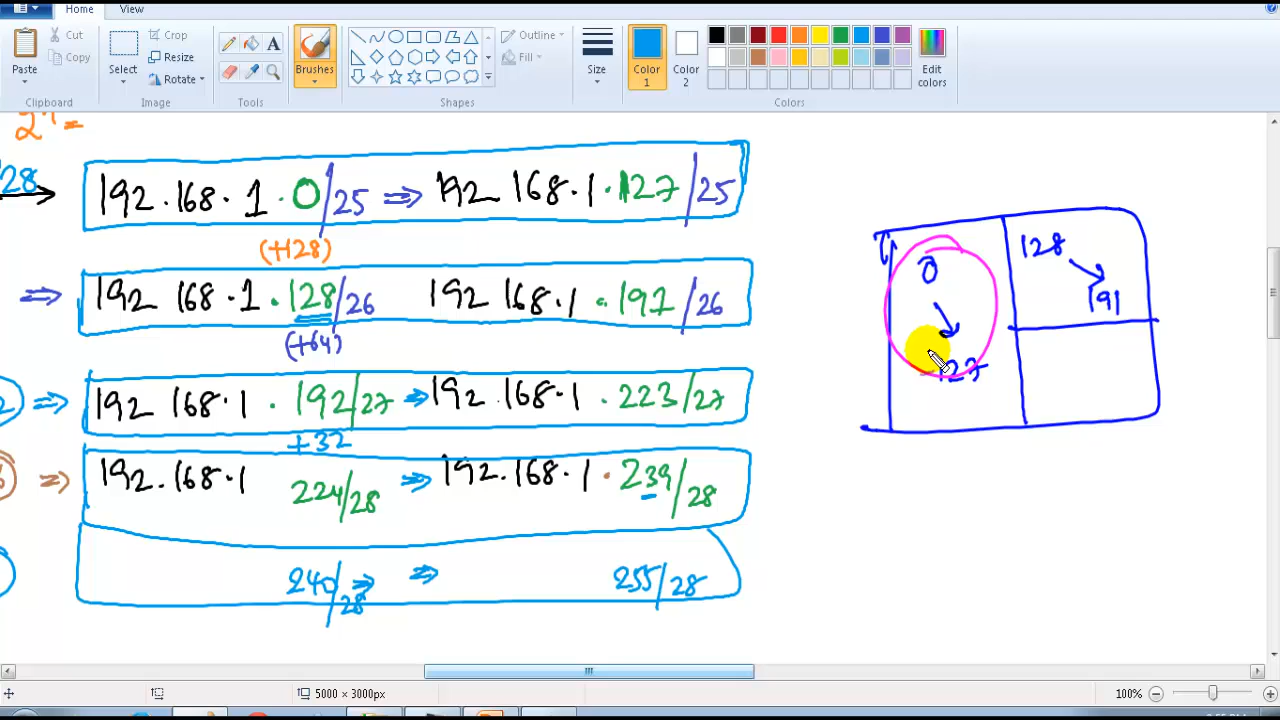 Home View
Paste
Cut
Copy
Clipboard
Select
Crop
Resize
Rotate
Image
A
Tools
Brushes
Outline
Fill
Shapes
Size
Color 1
Color 2
Edit colors
Colors
/28
192.168.1.0/25 ⇒ 192.168.1.127/25
(+128)
⇒ 192 168.1.128/26 192 168.1.191/26
(+64)
⇒ 192 168.1.192/27 ⇒ 192.168.1.223/27
+32
⇒ 192.168.1 224/28 ⇒ 192.168.1.239/28
240/28 ⇒ ⇒ 255/28
0
127
128
191
5000 × 3000px
100%